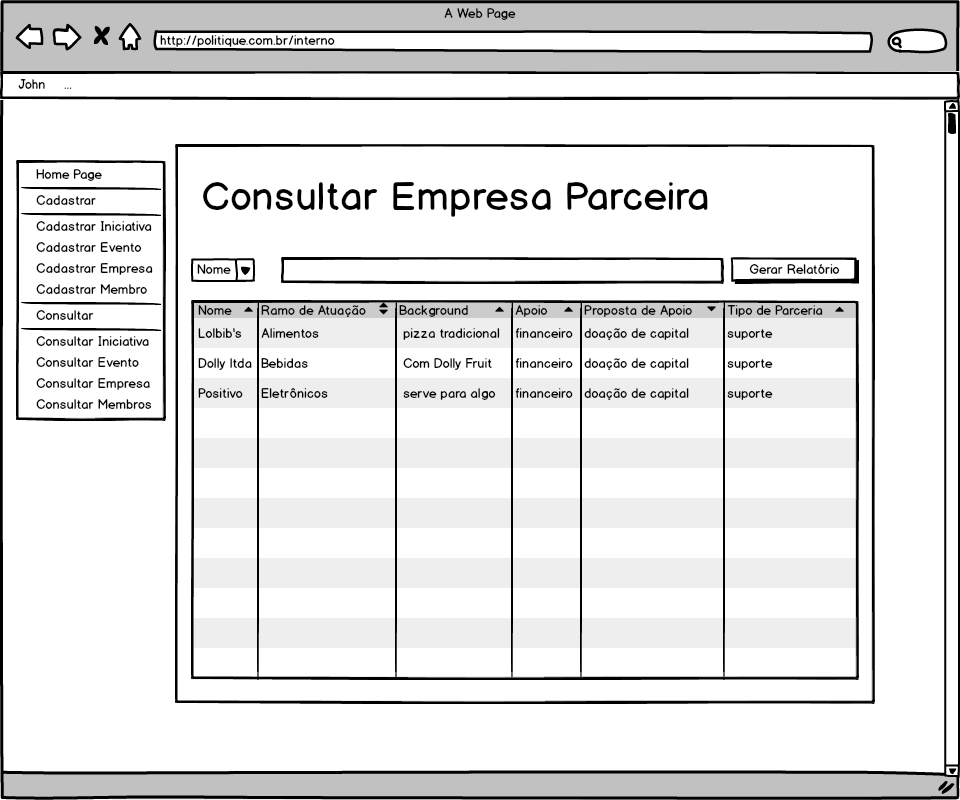 A Web Page
http://politique.com.br/interno
John ...
Home Page
Cadastrar
Cadastrar Iniciativa
Cadastrar Evento
Cadastrar Empresa
Cadastrar Membro
Consultar
Consultar Iniciativa
Consultar Evento
Consultar Empresa
Consultar Membros
Consultar Empresa Parceira
Nome
Gerar Relatório
Nome Ramo de Atuação Background Apoio Proposta de Apoio Tipo de Parceria
Lolbib's Alimentos pizza tradicional financeiro doação de capital suporte
Dolly ltda Bebidas Com Dolly Fruit financeiro doação de capital suporte
Positivo Eletrônicos serve para algo financeiro doação de capital suporte